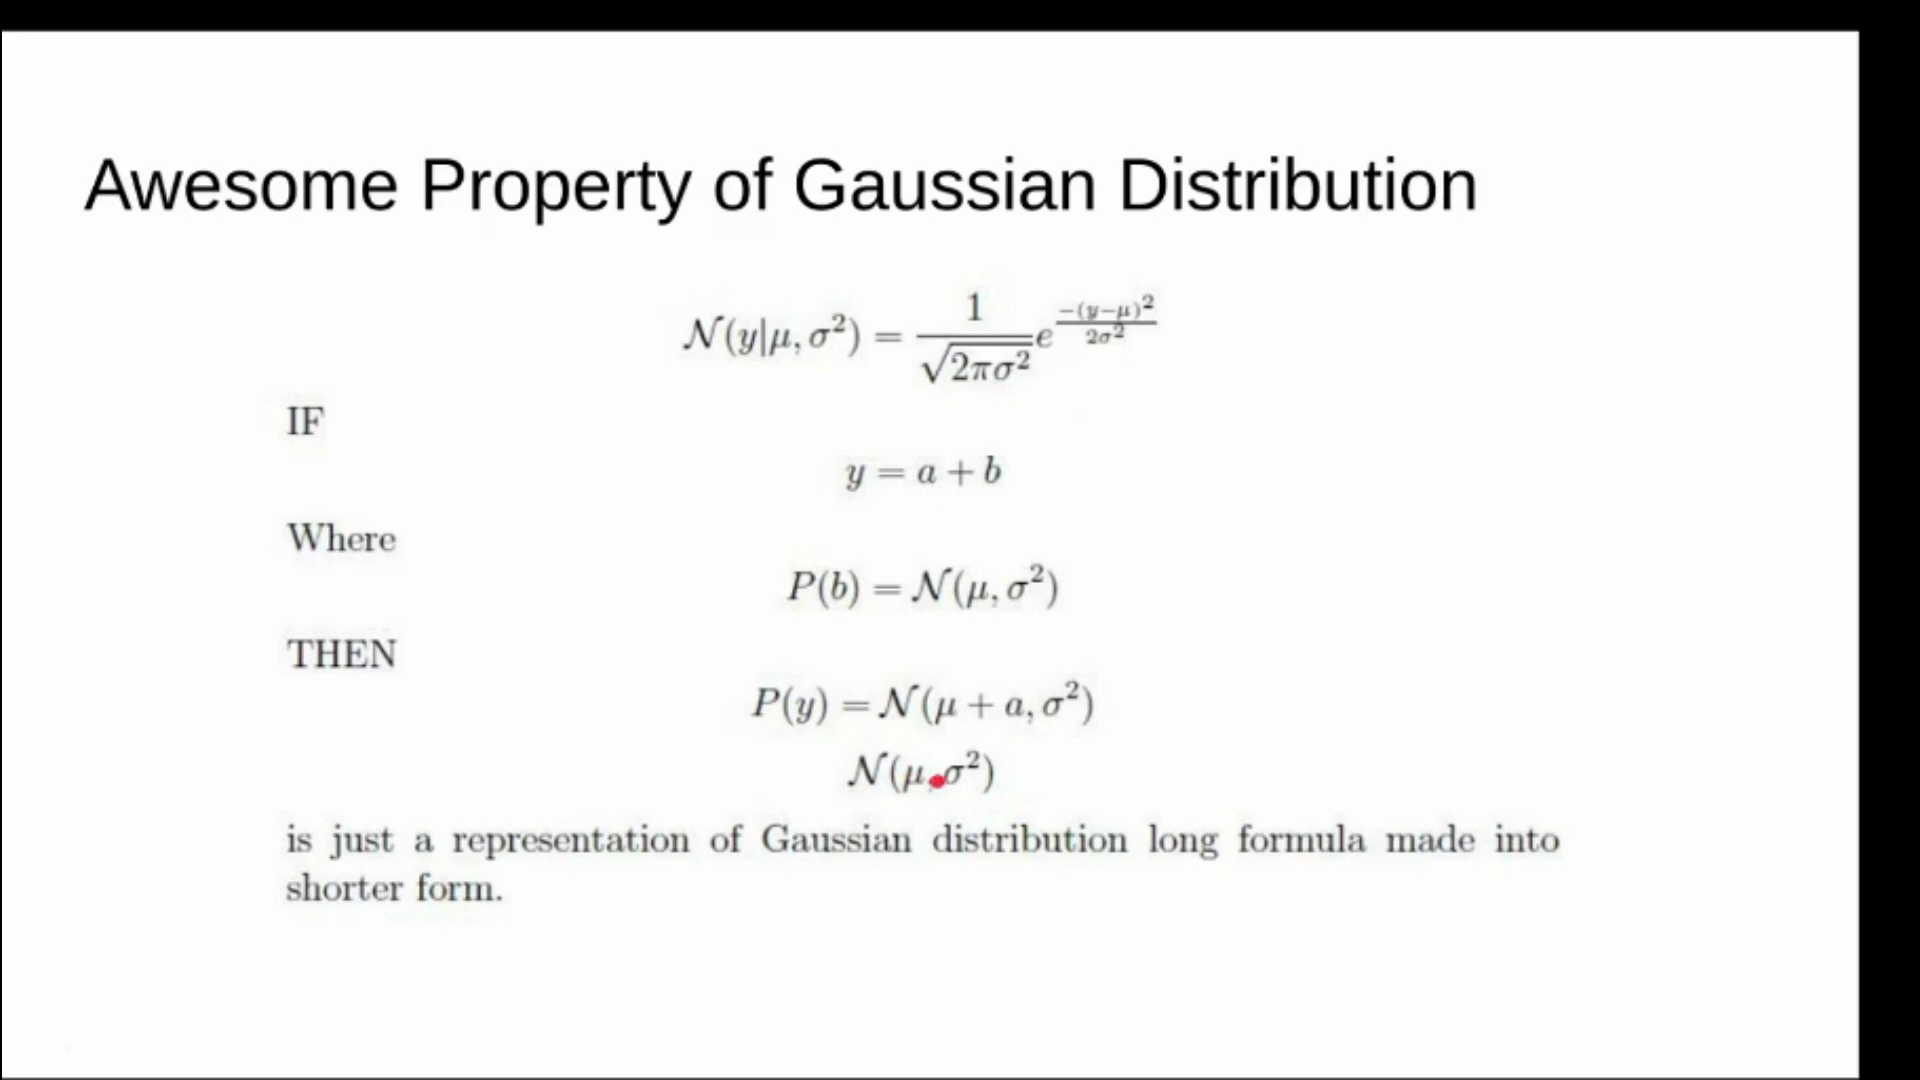 Awesome Property of Gaussian Distribution
𝒩(y|μ, σ²) = 1/√(2πσ²) e^(−(y−μ)²/2σ²)
IF
y = a + b
Where
P(b) = 𝒩(μ, σ²)
THEN
P(y) = 𝒩(μ + a, σ²)
𝒩(μ, σ²)
is just a representation of Gaussian distribution long formula made into
shorter form.